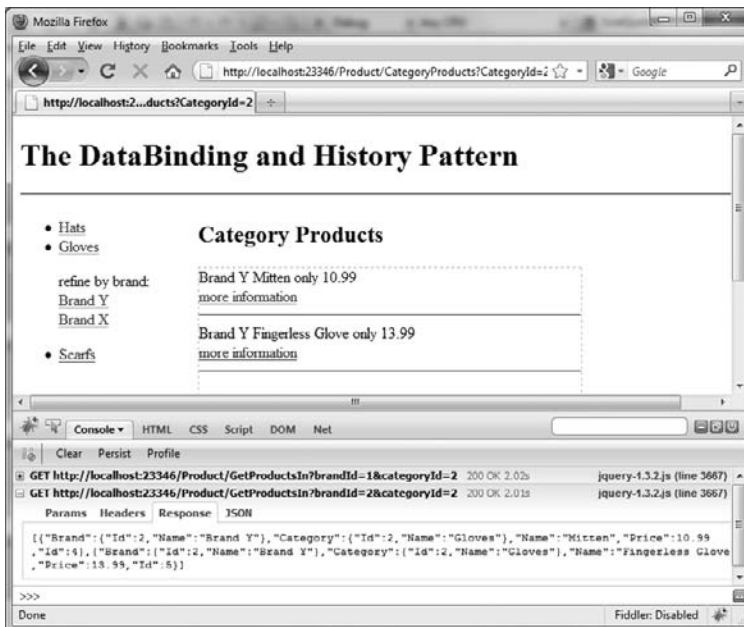 Mozilla Firefox
File Edit View History Bookmarks Tools Help
http://localhost:23346/Product/CategoryProducts?CategoryId=2
Google
http://localhost:2...ducts?CategoryId=2
The DataBinding and History Pattern
Hats
Gloves
refine by brand:
Brand Y
Brand X
Scarfs
Category Products
Brand Y Mitten only 10.99
more information
Brand Y Fingerless Glove only 13.99
more information
Console HTML CSS Script DOM Net
Clear Persist Profile
GET http://localhost:23346/Product/GetProductsIn?brandId=1&categoryId=2 200 OK 2.02s jquery-1.3.2.js (line 3667)
GET http://localhost:23346/Product/GetProductsIn?brandId=2&categoryId=2 200 OK 2.01s jquery-1.3.2.js (line 3667)
Params Headers Response JSON
[{"Brand":{"Id":2,"Name":"Brand Y"},"Category":{"Id":2,"Name":"Gloves"},"Name":"Mitten","Price":10.99
,"Id":4},{"Brand":{"Id":2,"Name":"Brand Y"},"Category":{"Id":2,"Name":"Gloves"},"Name":"Fingerless Glove
,"Price":13.99,"Id":5}]
>>>
Done Fiddler: Disabled